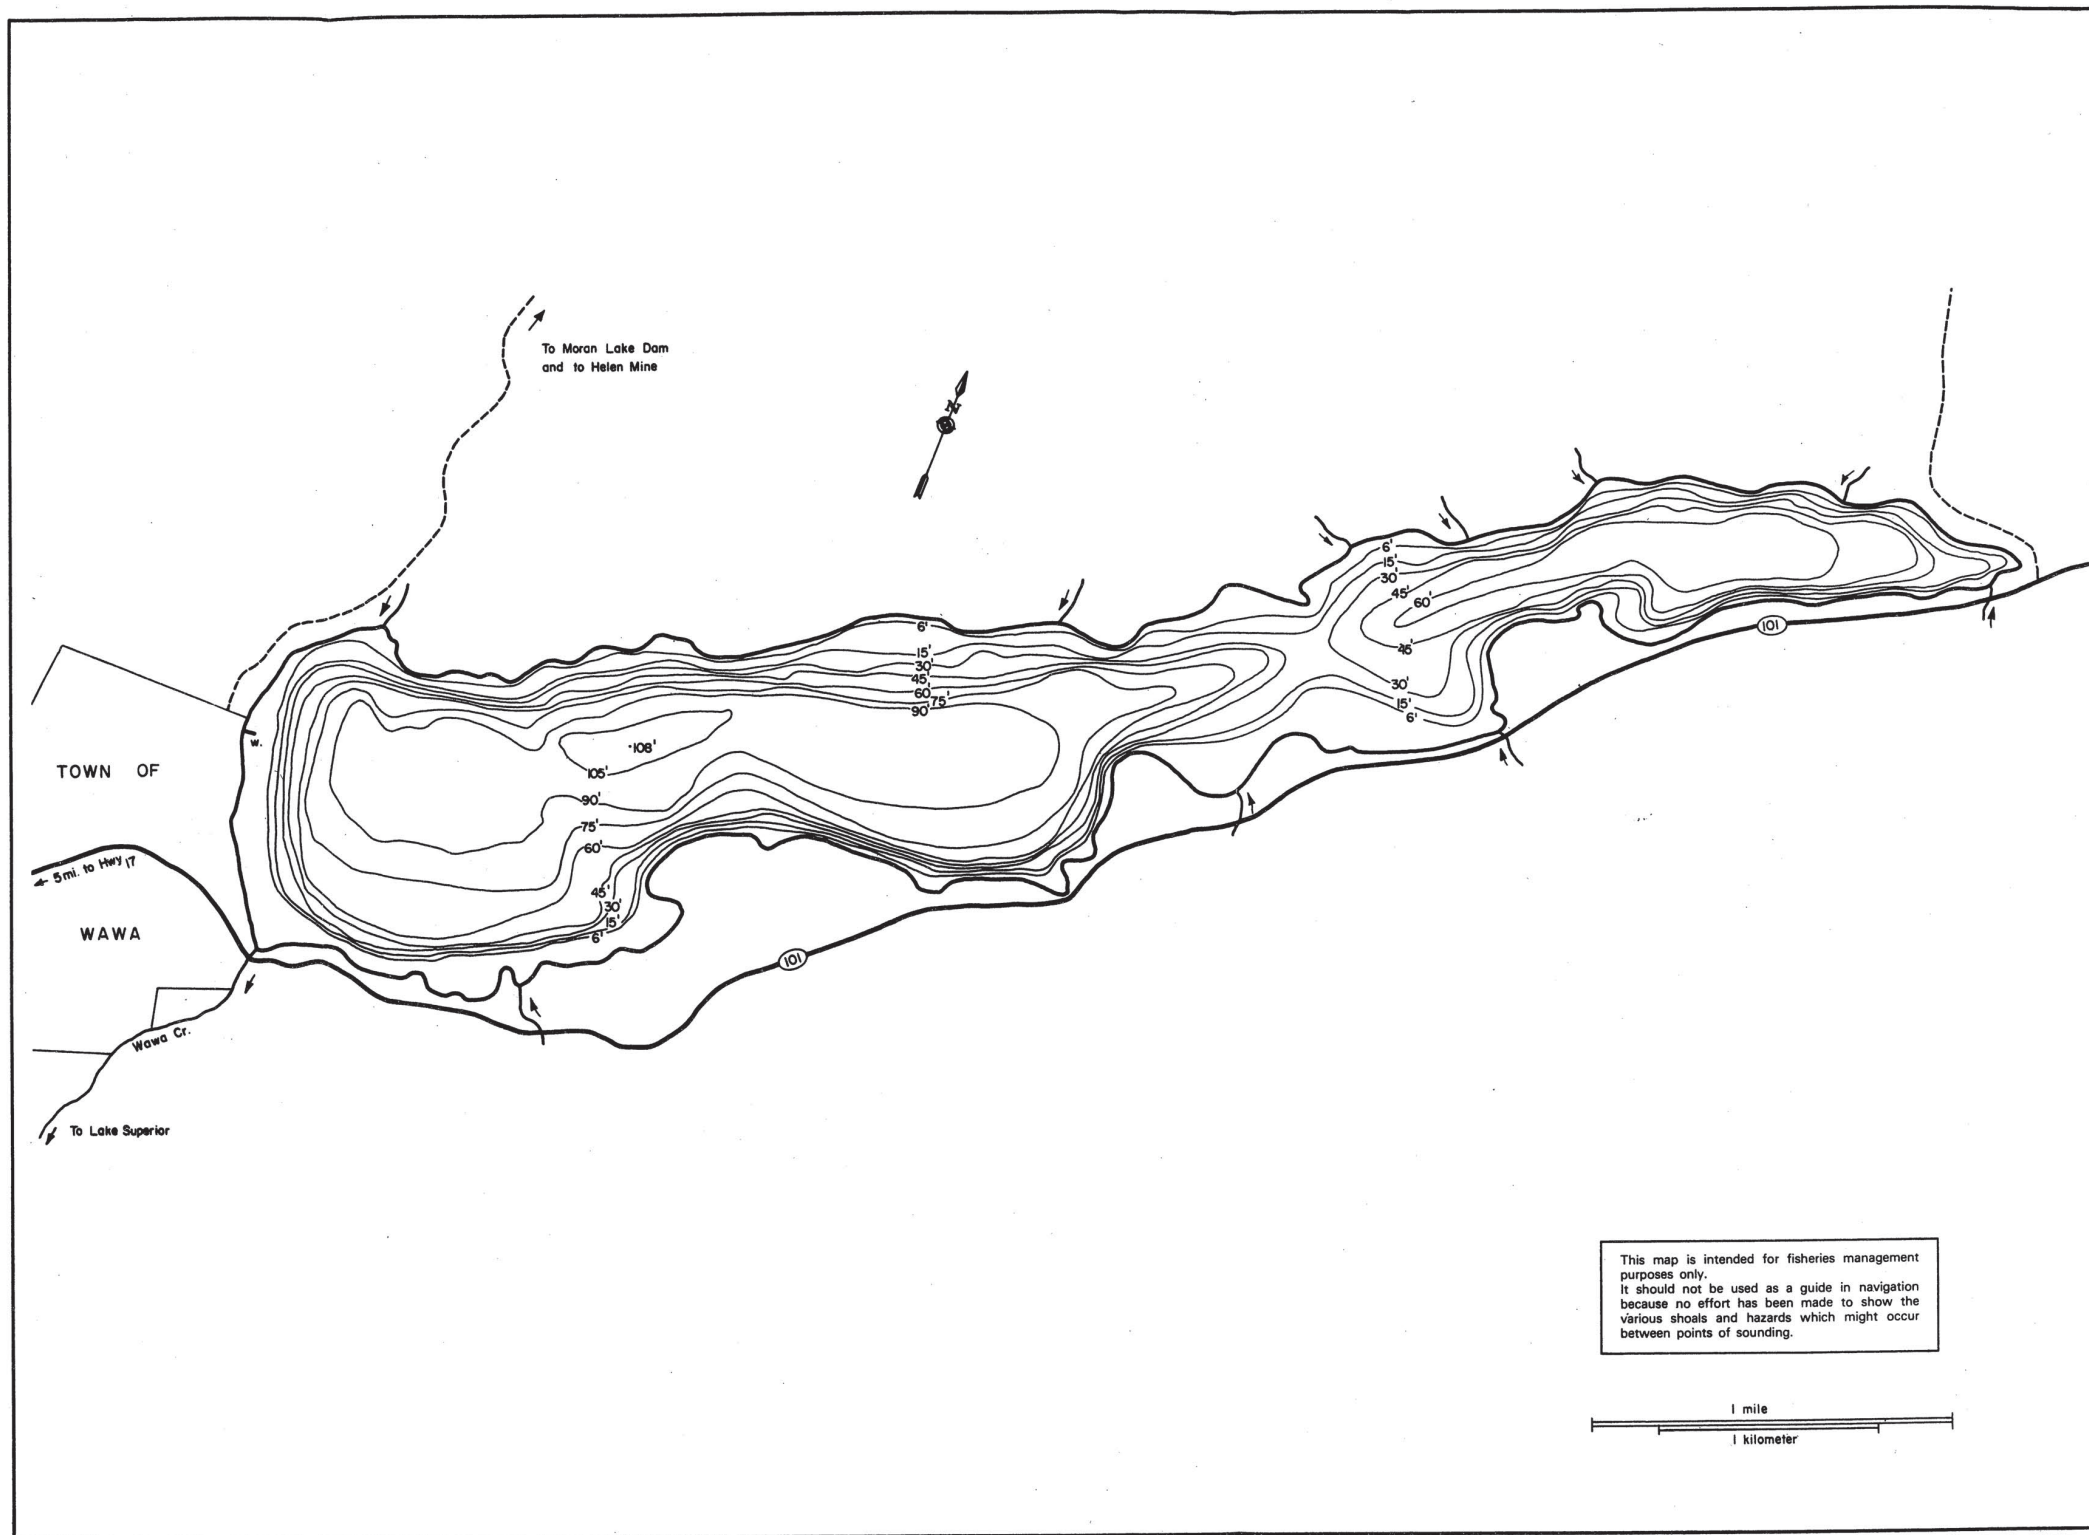 To Moran Lake Dam
and to Helen Mine
N
6'
15'
30'
45'
60'
45'
30'
15'
6'
101
6'
15'
30'
45'
60'
75'
90'
108'
105'
90'
75'
60'
45'
30'
15'
6'
w.
TOWN OF
5 mi. to Hwy 17
WAWA
101
Wawa Cr.
To Lake Superior
This map is intended for fisheries management
purposes only.
It should not be used as a guide in navigation
because no effort has been made to show the
various shoals and hazards which might occur
between points of sounding.
1 mile
1 kilometer